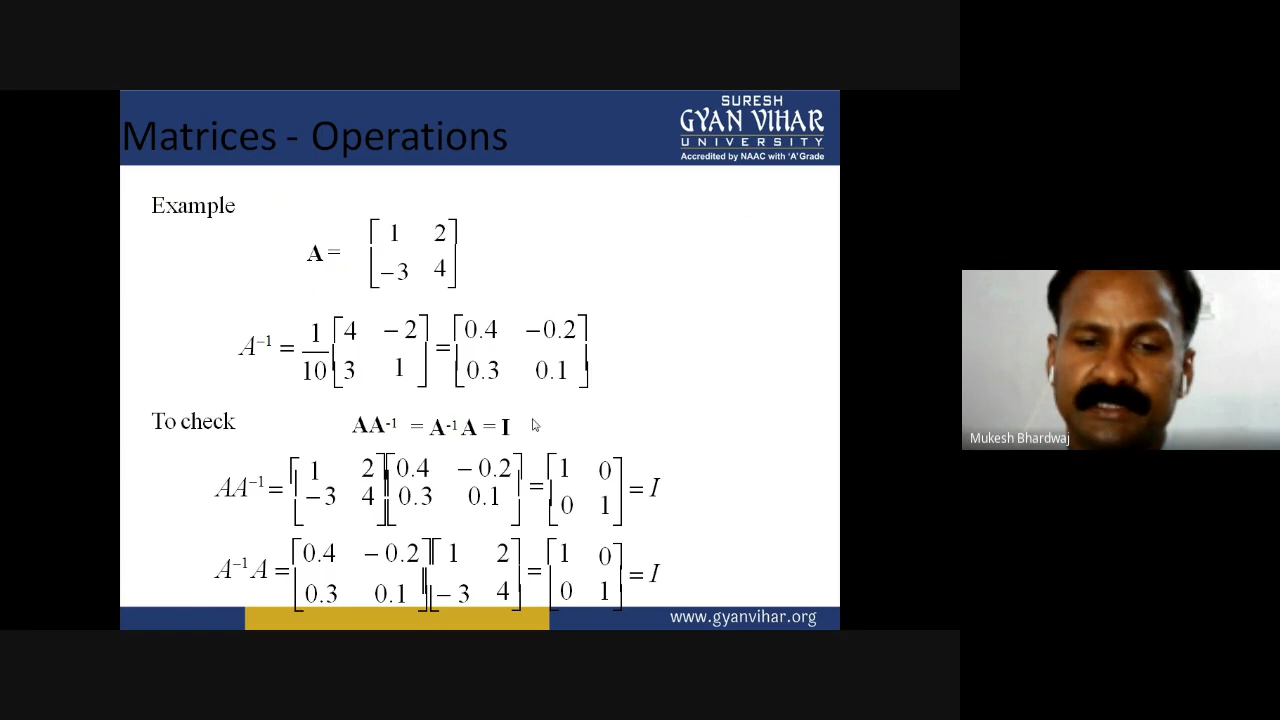 Matrices - Operations
SURESH
GYAN VIHAR
UNIVERSITY
Accredited by NAAC with 'A' Grade
Example
A = [1 2
−3 4]
A⁻¹ = 1/10 [4 −2
3 1] = [0.4 −0.2
0.3 0.1]
To check
AA⁻¹ = A⁻¹ A = I
AA⁻¹ = [1 2
−3 4] [0.4 −0.2
0.3 0.1] = [1 0
0 1] = I
A⁻¹ A = [0.4 −0.2
0.3 0.1] [1 2
−3 4] = [1 0
0 1] = I
www.gyanvihar.org
Mukesh Bhardwaj